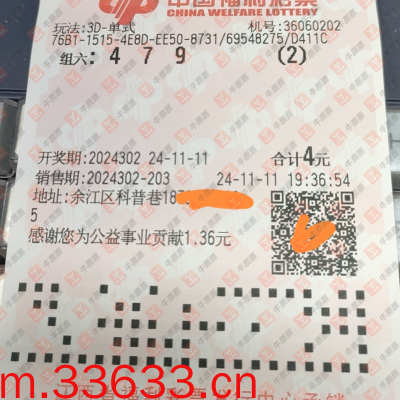 中国福利彩票
CHINA WELFARE LOTTERY
玩法:3D-单式 机号:36060202
76B1-1515-4E8D-EE50-8731/69548275/D411C
组六: 4 7 9 (2)
开奖期:2024302 24-11-11 合计4元
销售期:2024302-203 24-11-11 19:36:54
地址:余江区科普巷187
5
感谢您为公益事业贡献1.36元
m.33633.cn